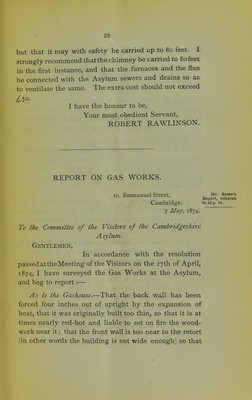 35
but that it may with safety be carried up to 80 feet. I
strongly recommend that the chimney be carried to 80 feet
in the first instance, and that the furnaces and the flue
be connected with the Asylum sewers and drains so as
to ventilate the same. The extra cost should not exceed
£50.
I have the honour to be,
Your most obedient Servant,
ROBERT RAWLINSON.
REPORT ON GAS WORKS.
10, Emmanuel Street,
Cambridge,
7 May, 1874.
Mr. Rowe's
Report, referred
to at p. 10.
To the Committee of the Visitors of the Cambridgeshire
Asylum.
GENTLEMEN,
In accordance with the resolution
passed at the Meeting of the Visitors on the 17th of April,
1874, I have surveyed the Gas Works at the Asylum,
and beg to report :—
As to the Gashouse.—That the back wall has been
forced four inches out of upright by the expansion of
heat, that it was originally built too thin, so that it is at
times nearly red-hot and liable to set on fire the wood-
work near it; that the front wall is too near to the retort
(in other words the building is not wide enough) so that